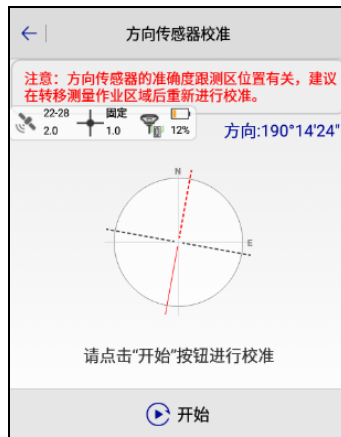 方向传感器校准
注意：方向传感器的准确度跟测区位置有关，建议
在转移测量作业区域后重新进行校准。
22-28 固定
2.0 1.0 12%
方向:190°14'24"
N
E
请点击“开始”按钮进行校准
开始